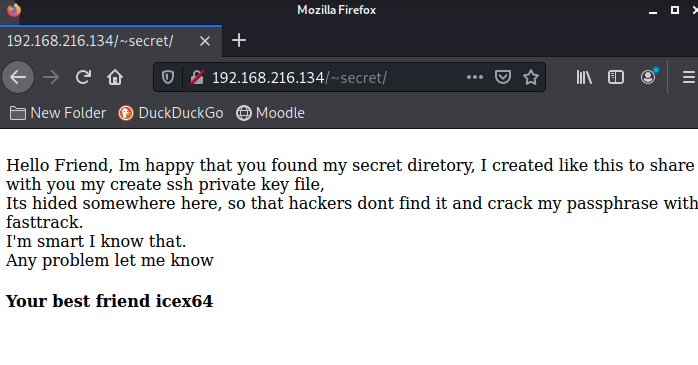 Mozilla Firefox
192.168.216.134/~secret/
192.168.216.134/~secret/
New Folder DuckDuckGo Moodle
Hello Friend, Im happy that you found my secret diretory, I created like this to share
with you my create ssh private key file,
Its hided somewhere here, so that hackers dont find it and crack my passphrase with
fasttrack.
I'm smart I know that.
Any problem let me know
Your best friend icex64